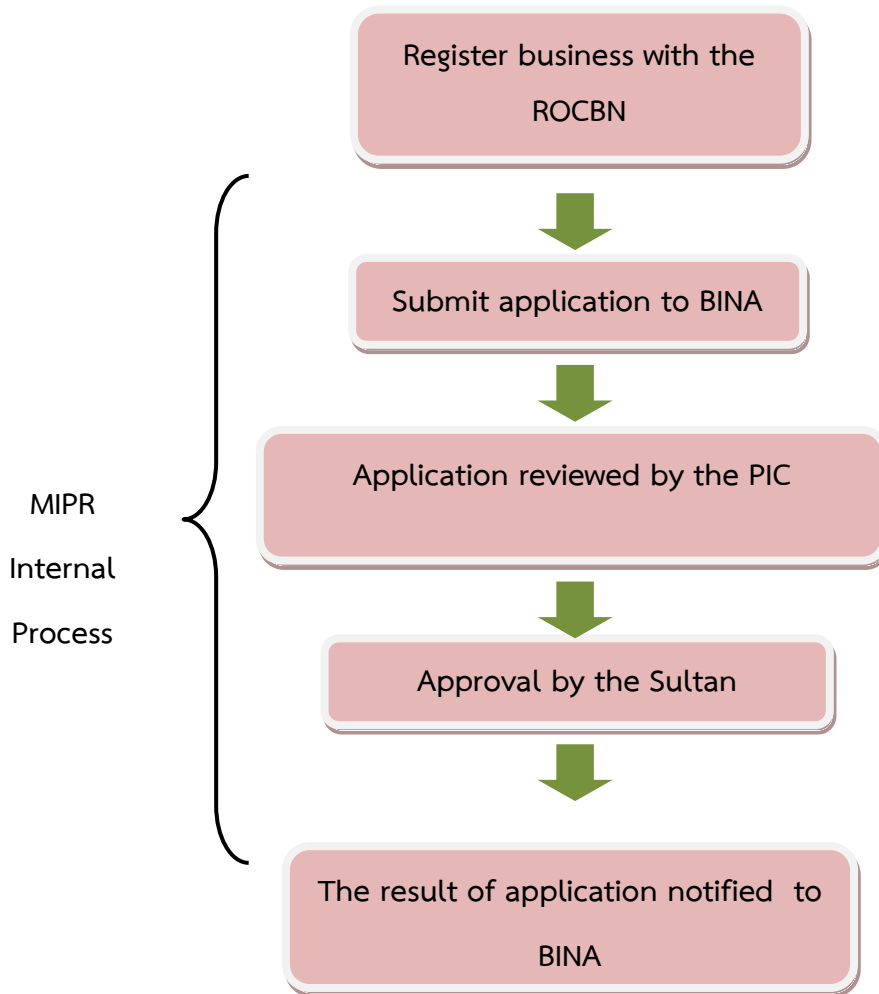 Register business with the
ROCBN
Submit application to BINA
Application reviewed by the PIC
MIPR
Internal
Process
Approval by the Sultan
The result of application notified to
BINA